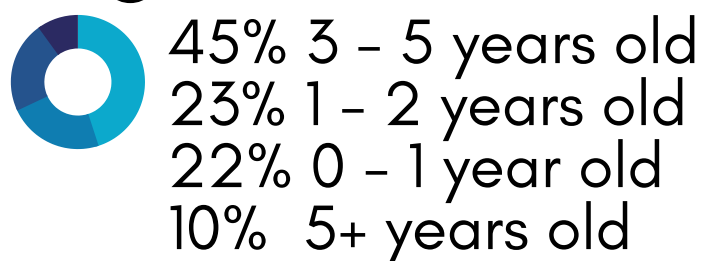 45% 3 – 5 years old
23% 1 – 2 years old
22% 0 – 1 year old
10% 5+ years old